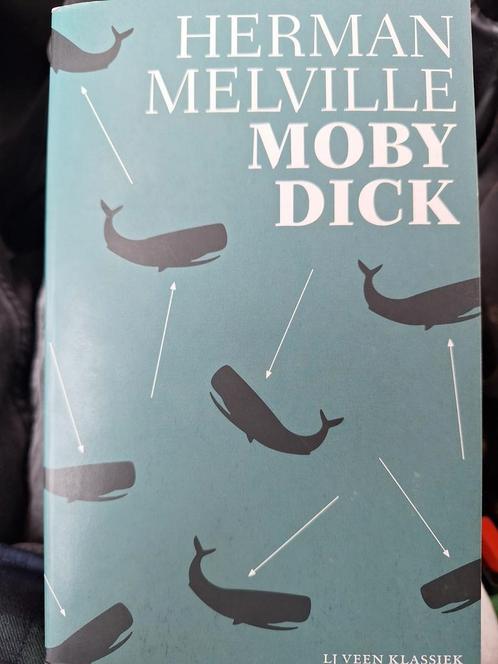 HERMAN
MELVILLE
MOBY
DICK
LJ VEEN KLASSIEK